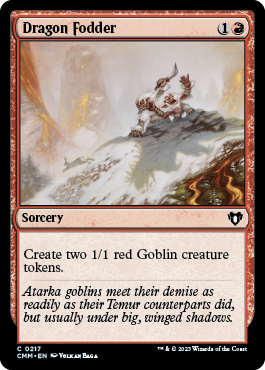 Dragon Fodder 1
Sorcery
Create two 1/1 red Goblin creature
tokens.
Atarka goblins meet their demise as
readily as their Temur counterparts did,
but usually under big, winged shadows.
C 0217
CMM • EN Volkan Baga
™ & © 2023 Wizards of the Coast